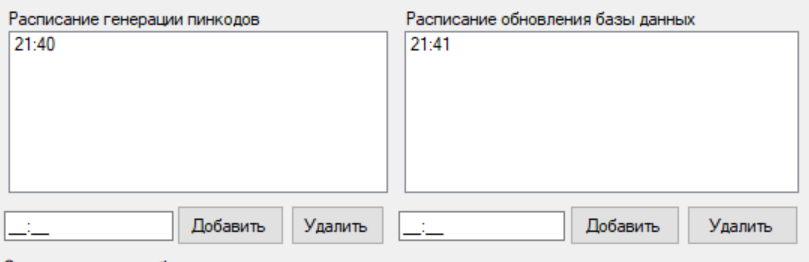 Расписание генерации пинкодов
Расписание обновления базы данных
21:40
21:41
__:__
Добавить
Удалить
__:__
Добавить
Удалить